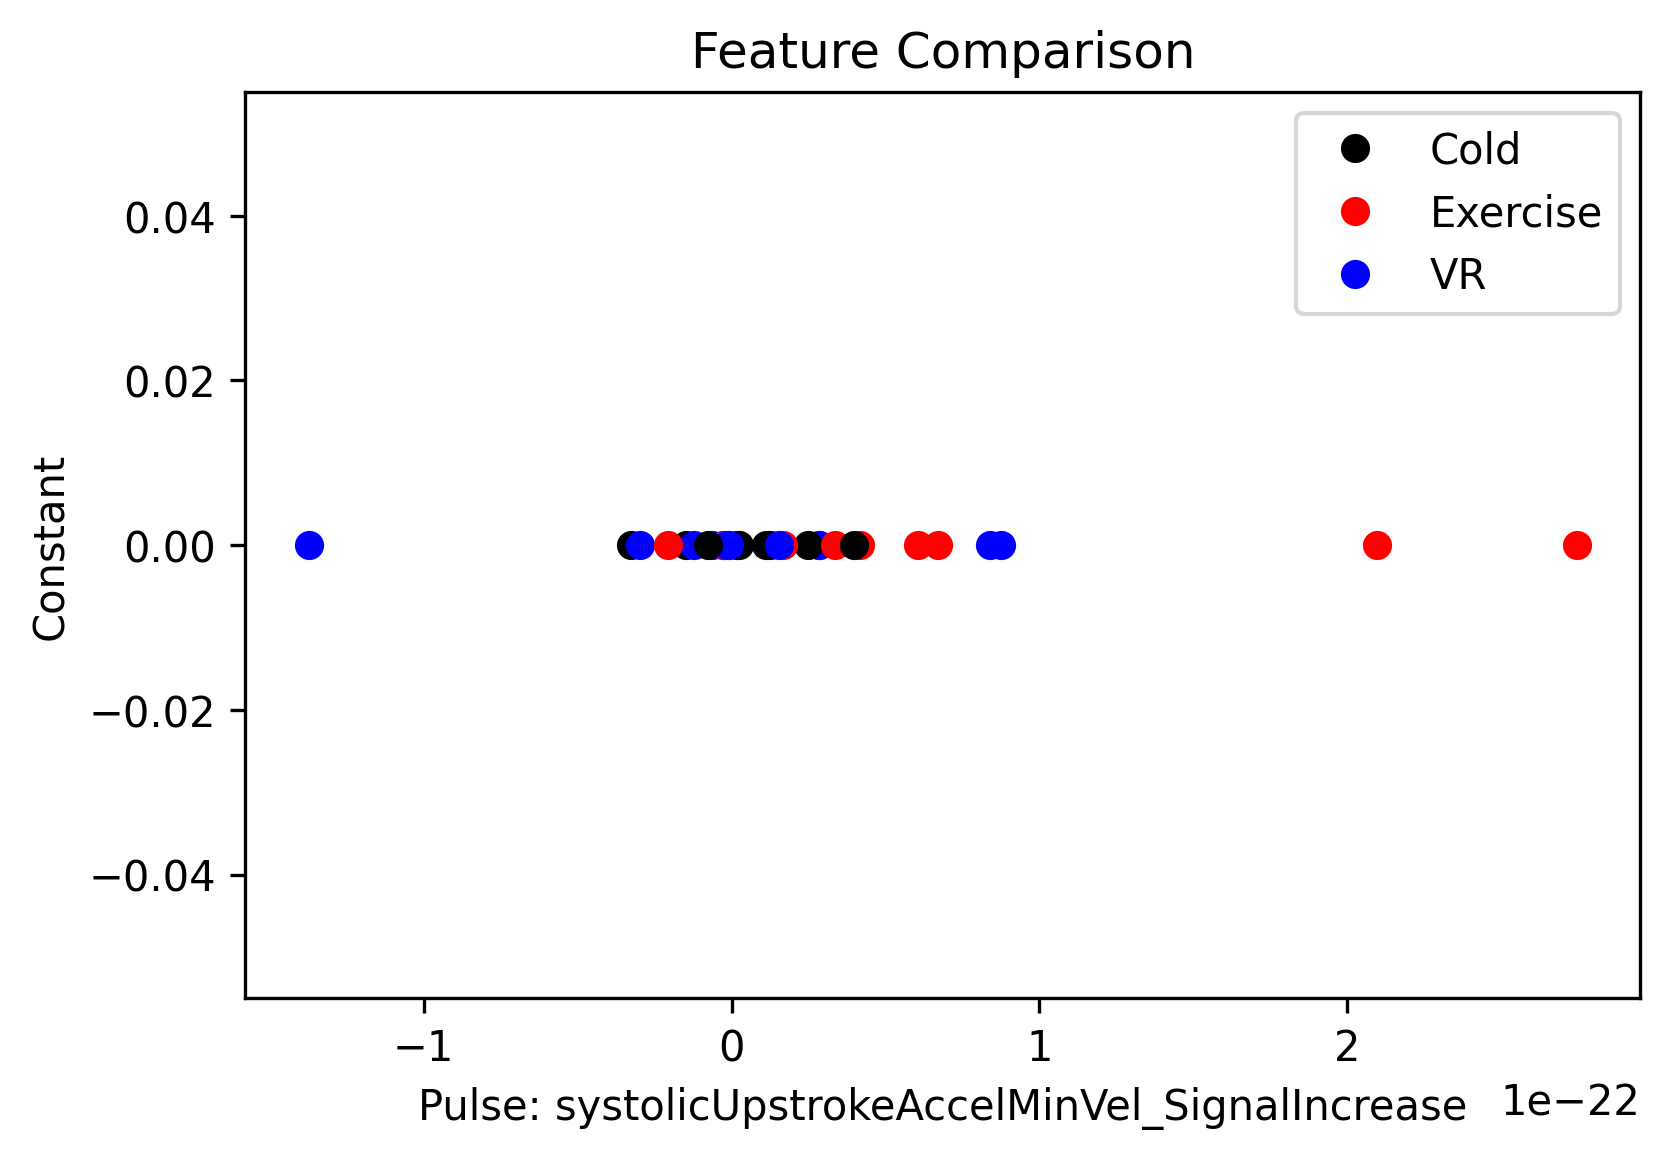 Feature Comparison
Cold
Exercise
VR
0.04
0.02
0.00
−0.02
−0.04
Constant
−1
0
1
2
Pulse: systolicUpstrokeAccelMinVel_SignalIncrease
1e−22